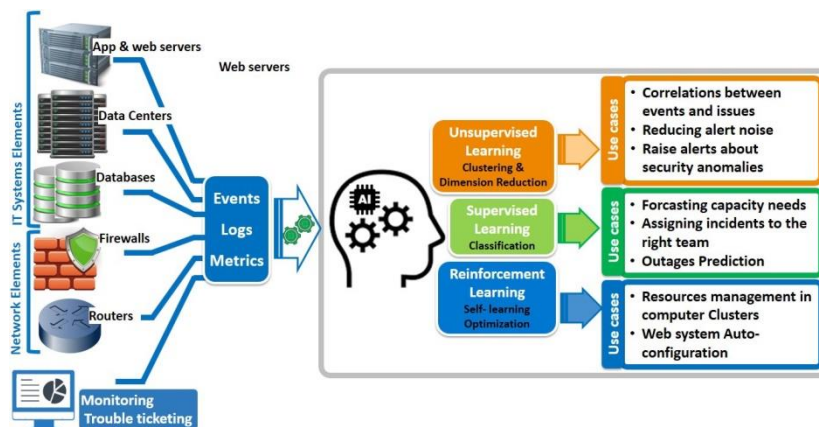 IT Systems Elements
App & web servers
Data Centers
Databases
Network Elements
Firewalls
Routers
Monitoring
Trouble ticketing
Events
Logs
Metrics
Web servers
AI
Unsupervised
Learning
Clustering &
Dimension Reduction
Use cases
• Correlations between
events and issues
• Reducing alert noise
• Raise alerts about
security anomalies
Supervised
Learning
Classification
Use cases
• Forcasting capacity needs
• Assigning incidents to the
right team
• Outages Prediction
Reinforcement
Learning
Self- learning
Optimization
Use cases
• Resources management in
computer Clusters
• Web system Auto-
configuration